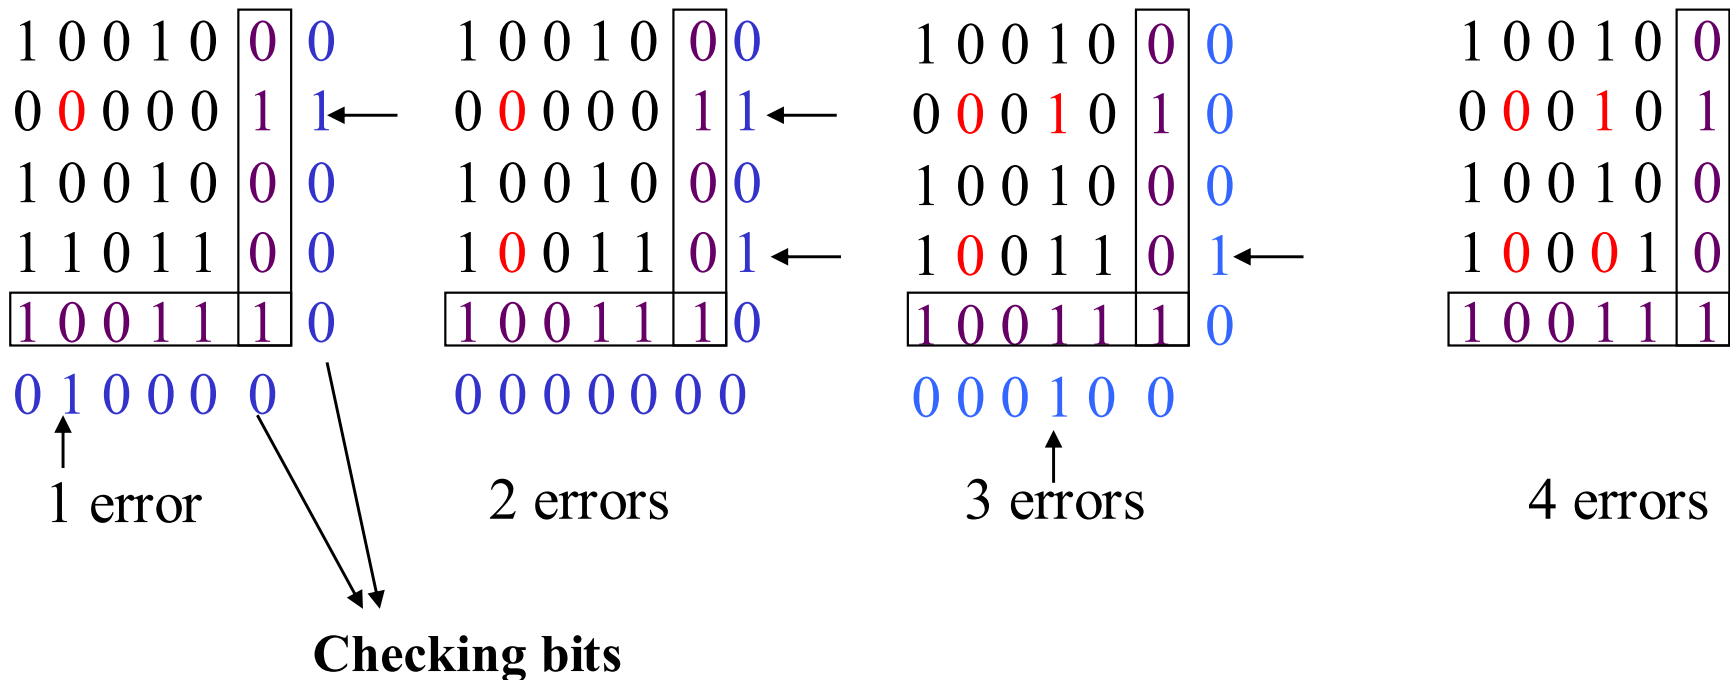 1 0 0 1 0 0 0 1 0 0 1 0 0 0 1 0 0 1 0 0 0 1 0 0 1 0 0
0 0 0 0 0 1 1 0 0 0 0 0 1 1 0 0 0 1 0 1 0 0 0 0 1 0 1
1 0 0 1 0 0 0 1 0 0 1 0 0 0 1 0 0 1 0 0 0 1 0 0 1 0 0
1 1 0 1 1 0 0 1 0 0 1 1 0 1 1 0 0 1 1 0 1 1 0 0 0 1 0
1 0 0 1 1 1 0 1 0 0 1 1 1 0 1 0 0 1 1 1 0 1 0 0 1 1 1
0 1 0 0 0 0 0 0 0 0 0 0 0 0 0 0 1 0 0
1 error 2 errors 3 errors 4 errors
Checking bits